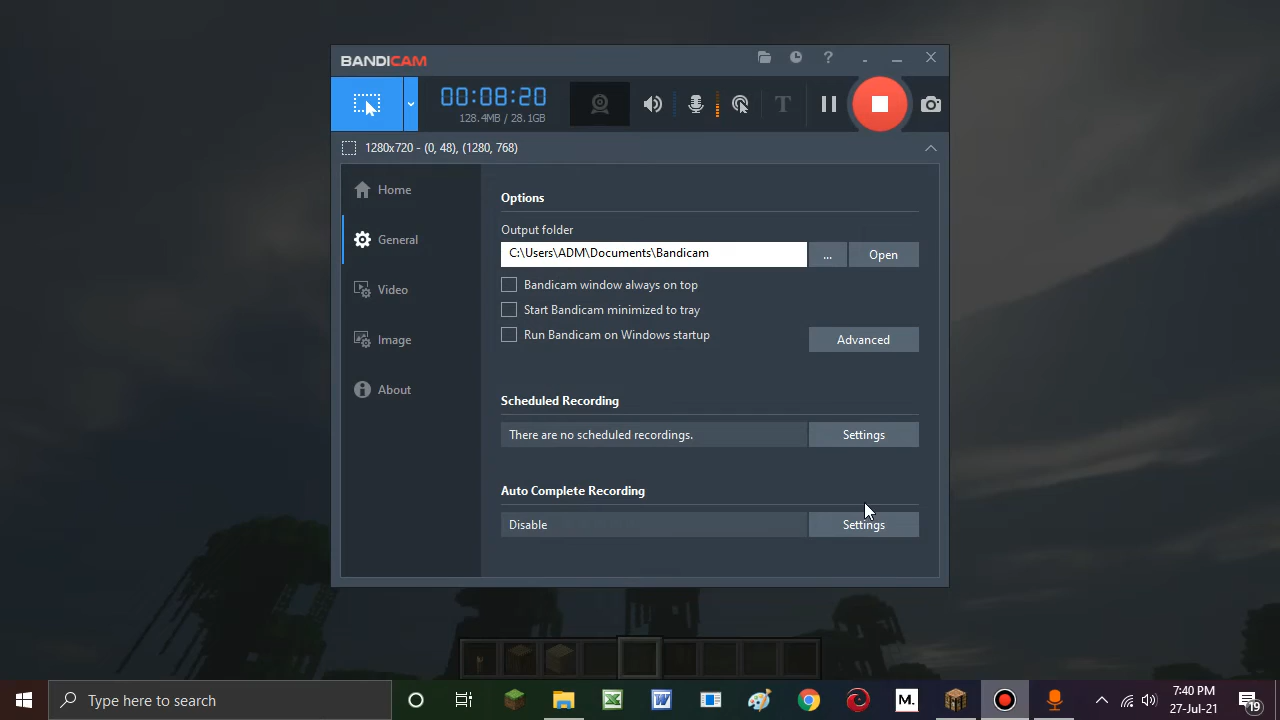 BANDICAM
?
00:08:20
128.4MB / 28.1GB
T
1280x720 - (0, 48), (1280, 768)
Home
General
Video
Image
About
Options
Output folder
C:\Users\ADM\Documents\Bandicam
...
Open
Bandicam window always on top
Start Bandicam minimized to tray
Run Bandicam on Windows startup
Advanced
Scheduled Recording
There are no scheduled recordings.
Settings
Auto Complete Recording
Disable
Settings
Type here to search
M.
7:40 PM
27-Jul-21
19